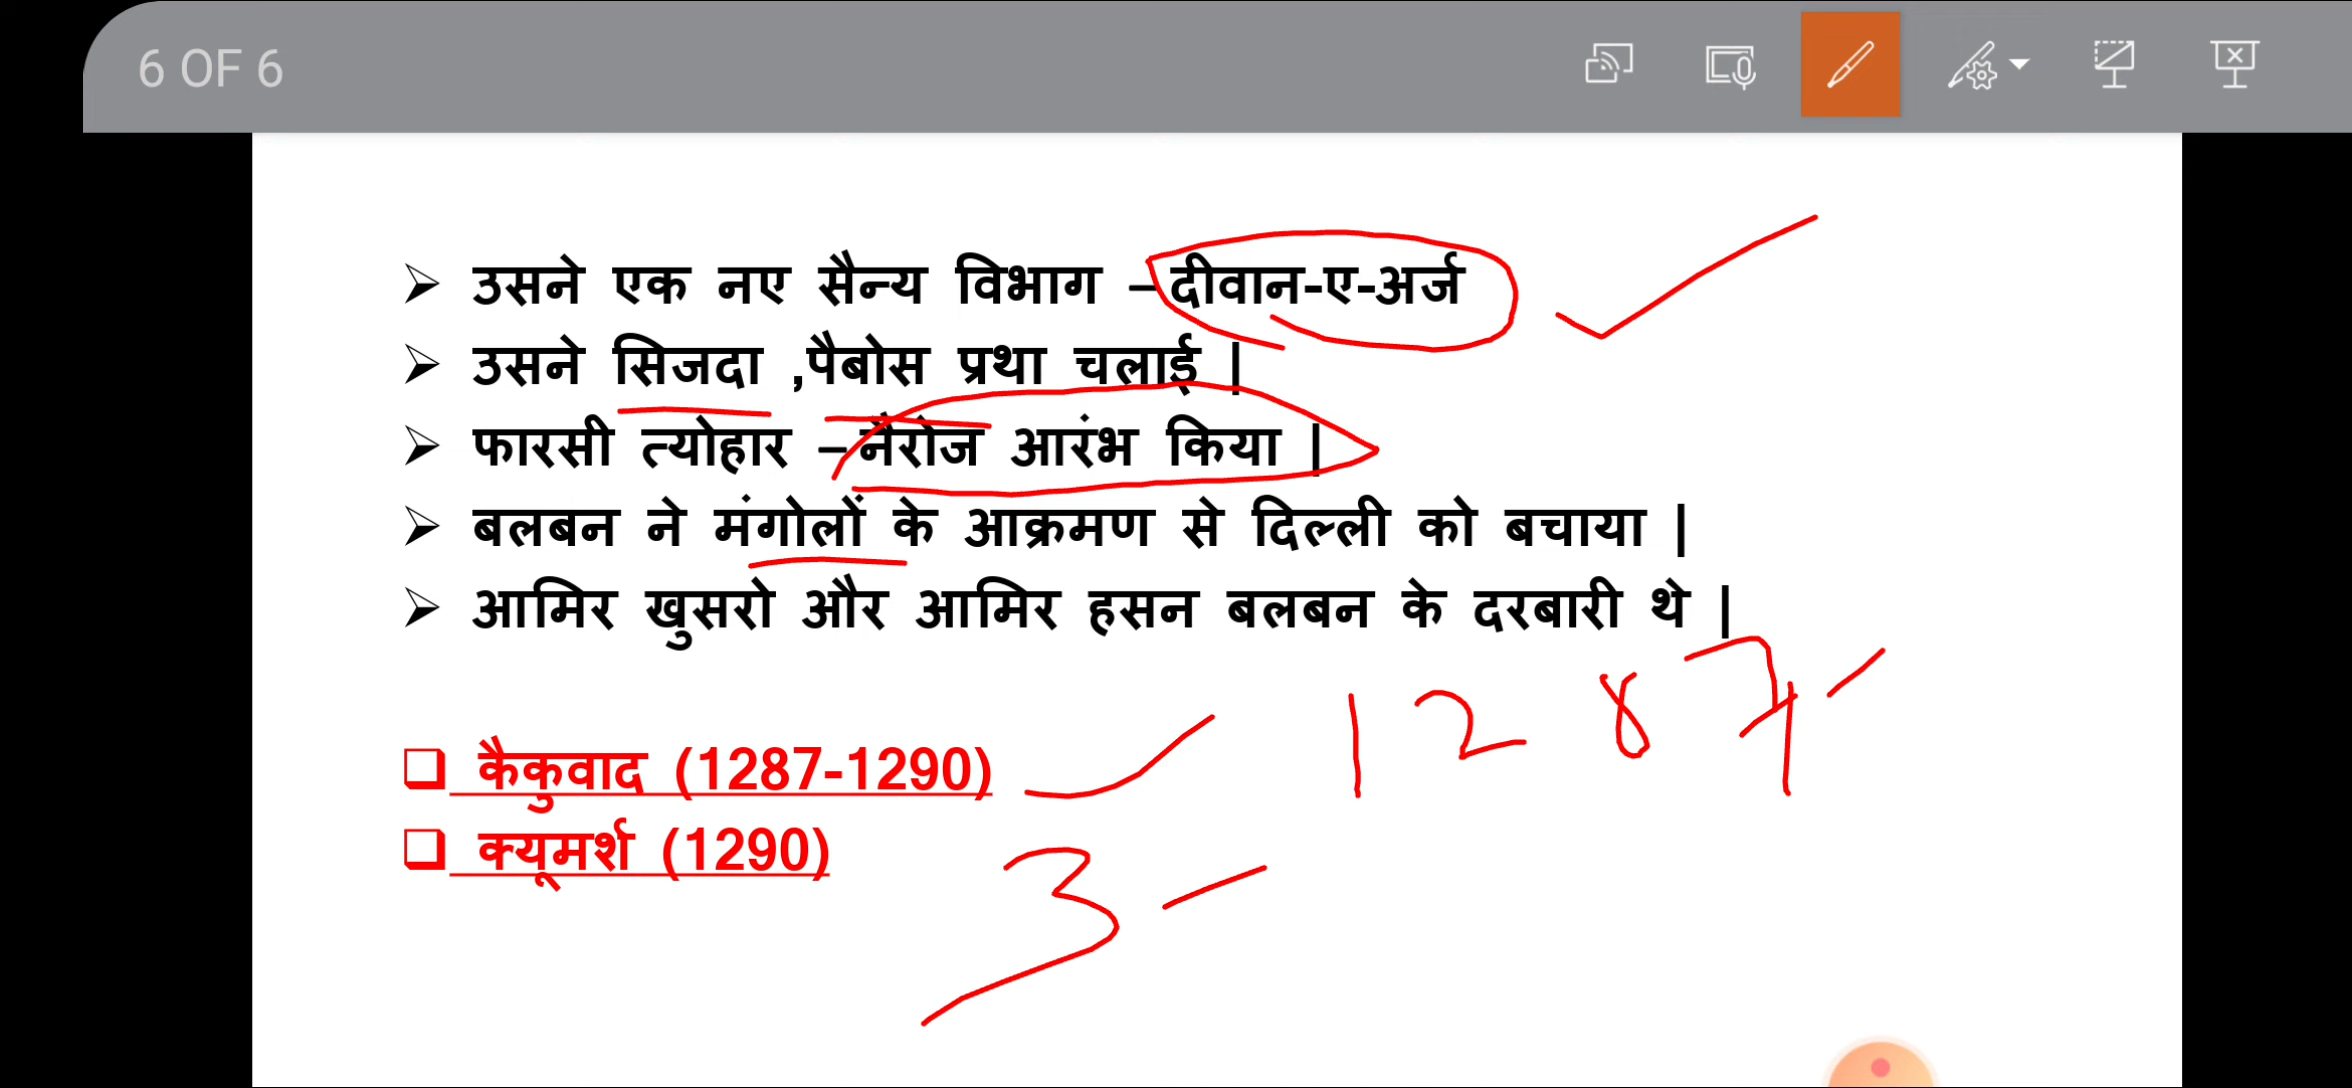 6 OF 6
➢ उसने एक नए सैन्य विभाग –दीवान-ए-अर्ज
➢ उसने सिजदा ,पैबोस प्रथा चलाई |
➢ फारसी त्योहार –नैरोज आरंभ किया |
➢ बलबन ने मंगोलों के आक्रमण से दिल्ली को बचाया |
➢ आमिर खुसरो और आमिर हसन बलबन के दरबारी थे |
1287-
❑ कैकुवाद (1287-1290)
❑ क्यूमर्श (1290)
3-